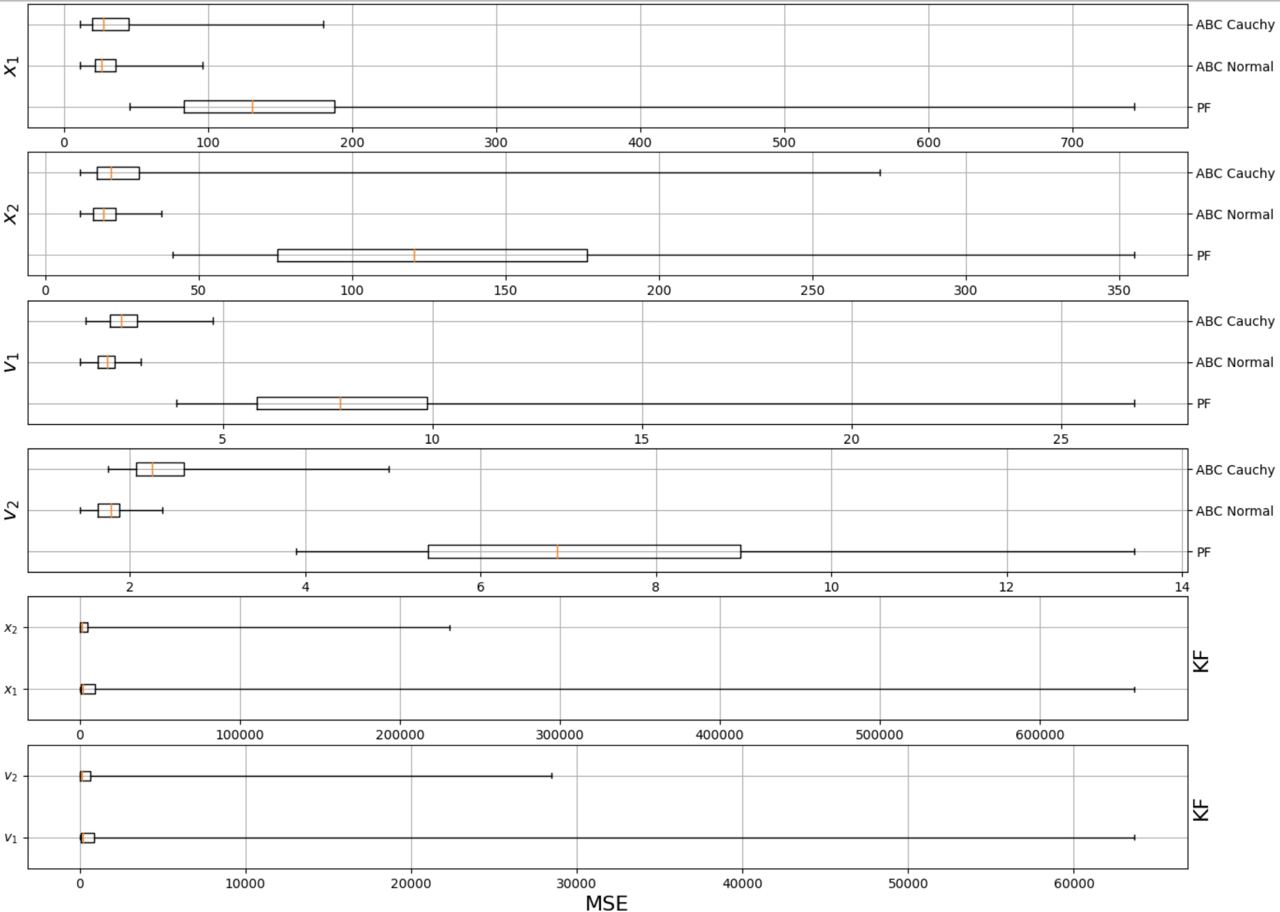 x₁
ABC Cauchy
ABC Normal
PF
0 100 200 300 400 500 600 700
x₂
ABC Cauchy
ABC Normal
PF
0 50 100 150 200 250 300 350
v₁
ABC Cauchy
ABC Normal
PF
5 10 15 20 25
v₂
ABC Cauchy
ABC Normal
PF
2 4 6 8 10 12 14
x₂
x₁
KF
0 100000 200000 300000 400000 500000 600000
v₂
v₁
KF
0 10000 20000 30000 40000 50000 60000
MSE